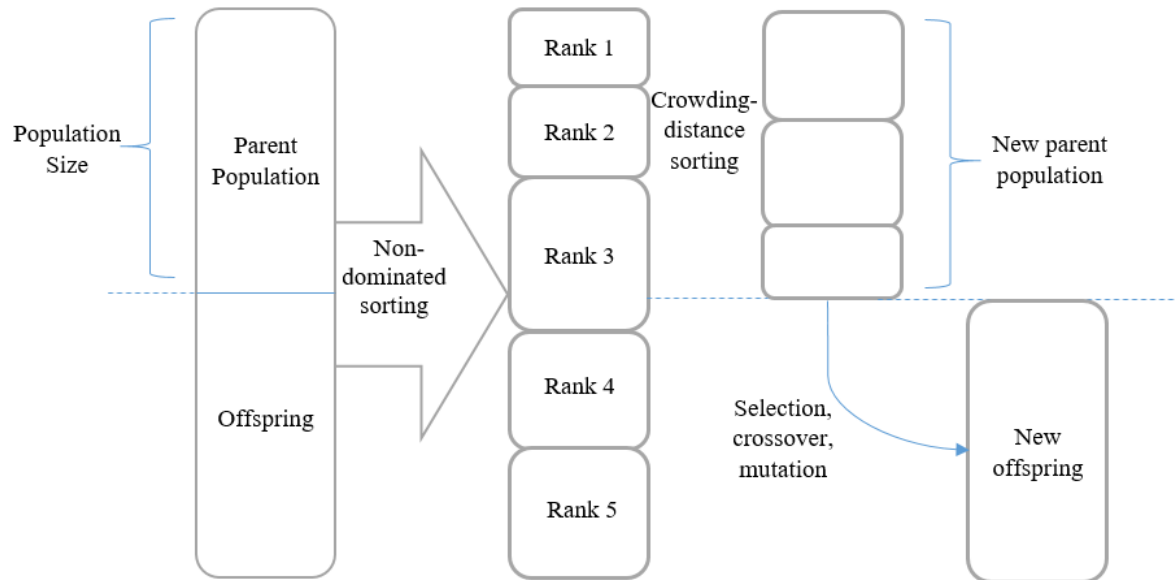 Population
Size
Parent
Population
Offspring
Non-
dominated
sorting
Rank 1
Rank 2
Rank 3
Rank 4
Rank 5
Crowding-
distance
sorting
New parent
population
Selection,
crossover,
mutation
New
offspring